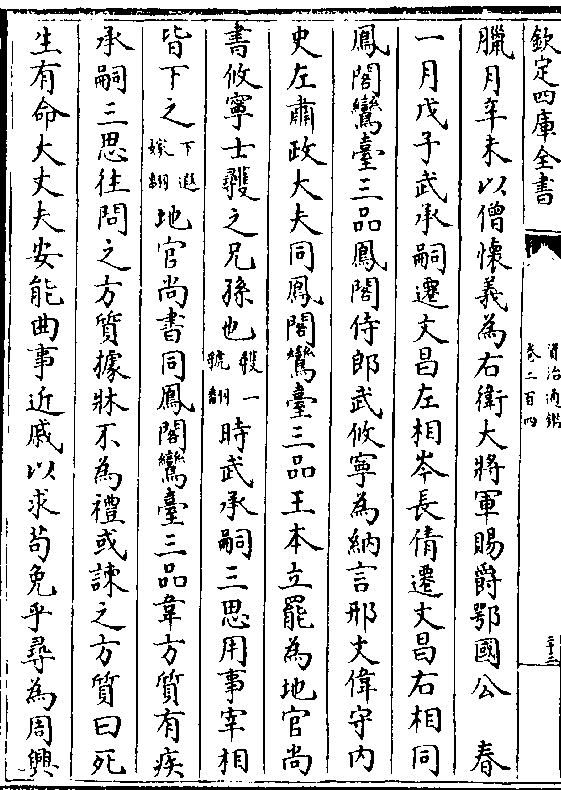 欽定四庫全書
資治通鑑
卷二百四
三十三
臘月辛未以僧懷義為右衛大將軍賜爵鄂國公　春
一月戊子武承嗣遷文昌左相岑長倩遷文昌右相同
鳳閣鸞臺三品鳳閣侍郎武攸寧為納言邢文偉守内
史左肅政大夫同鳳閣鸞臺三品王本立罷為地官尚
書攸寧士彠之兄孫也彠一虢翻時武承嗣三思用事宰相
皆下之下遐嫁翻地官尚書同鳳閣鸞臺三品韋方質有疾
承嗣三思往問之方質據牀不為禮或諫之方質曰死
生有命大丈夫安能曲事近戚以求茍免乎尋為周興